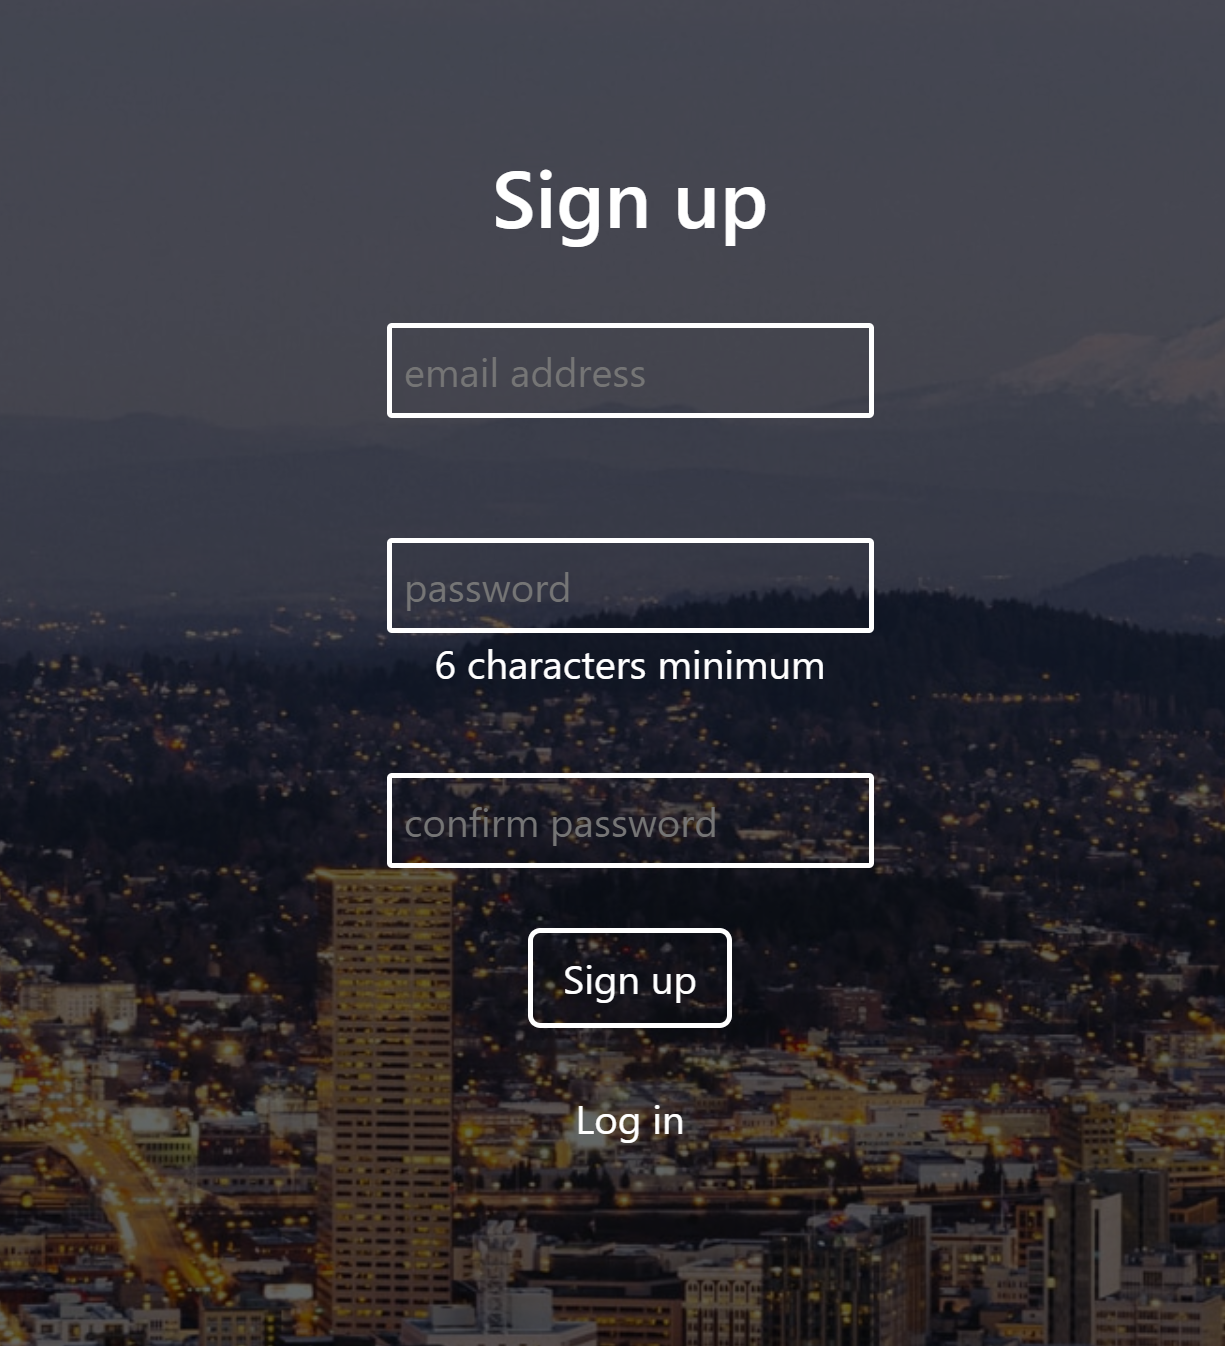 Sign up
email address
password
6 characters minimum
confirm password
Sign up
Log in